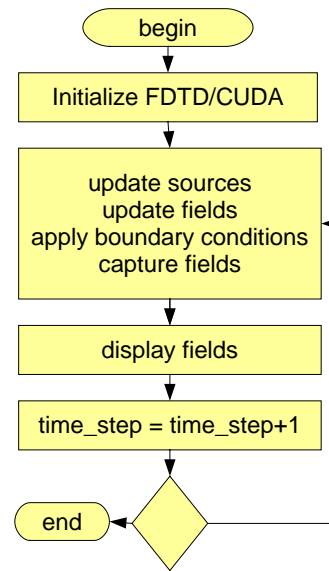 begin
Initialize FDTD/CUDA
update sources
update fields
apply boundary conditions
capture fields
display fields
time_step = time_step+1
end